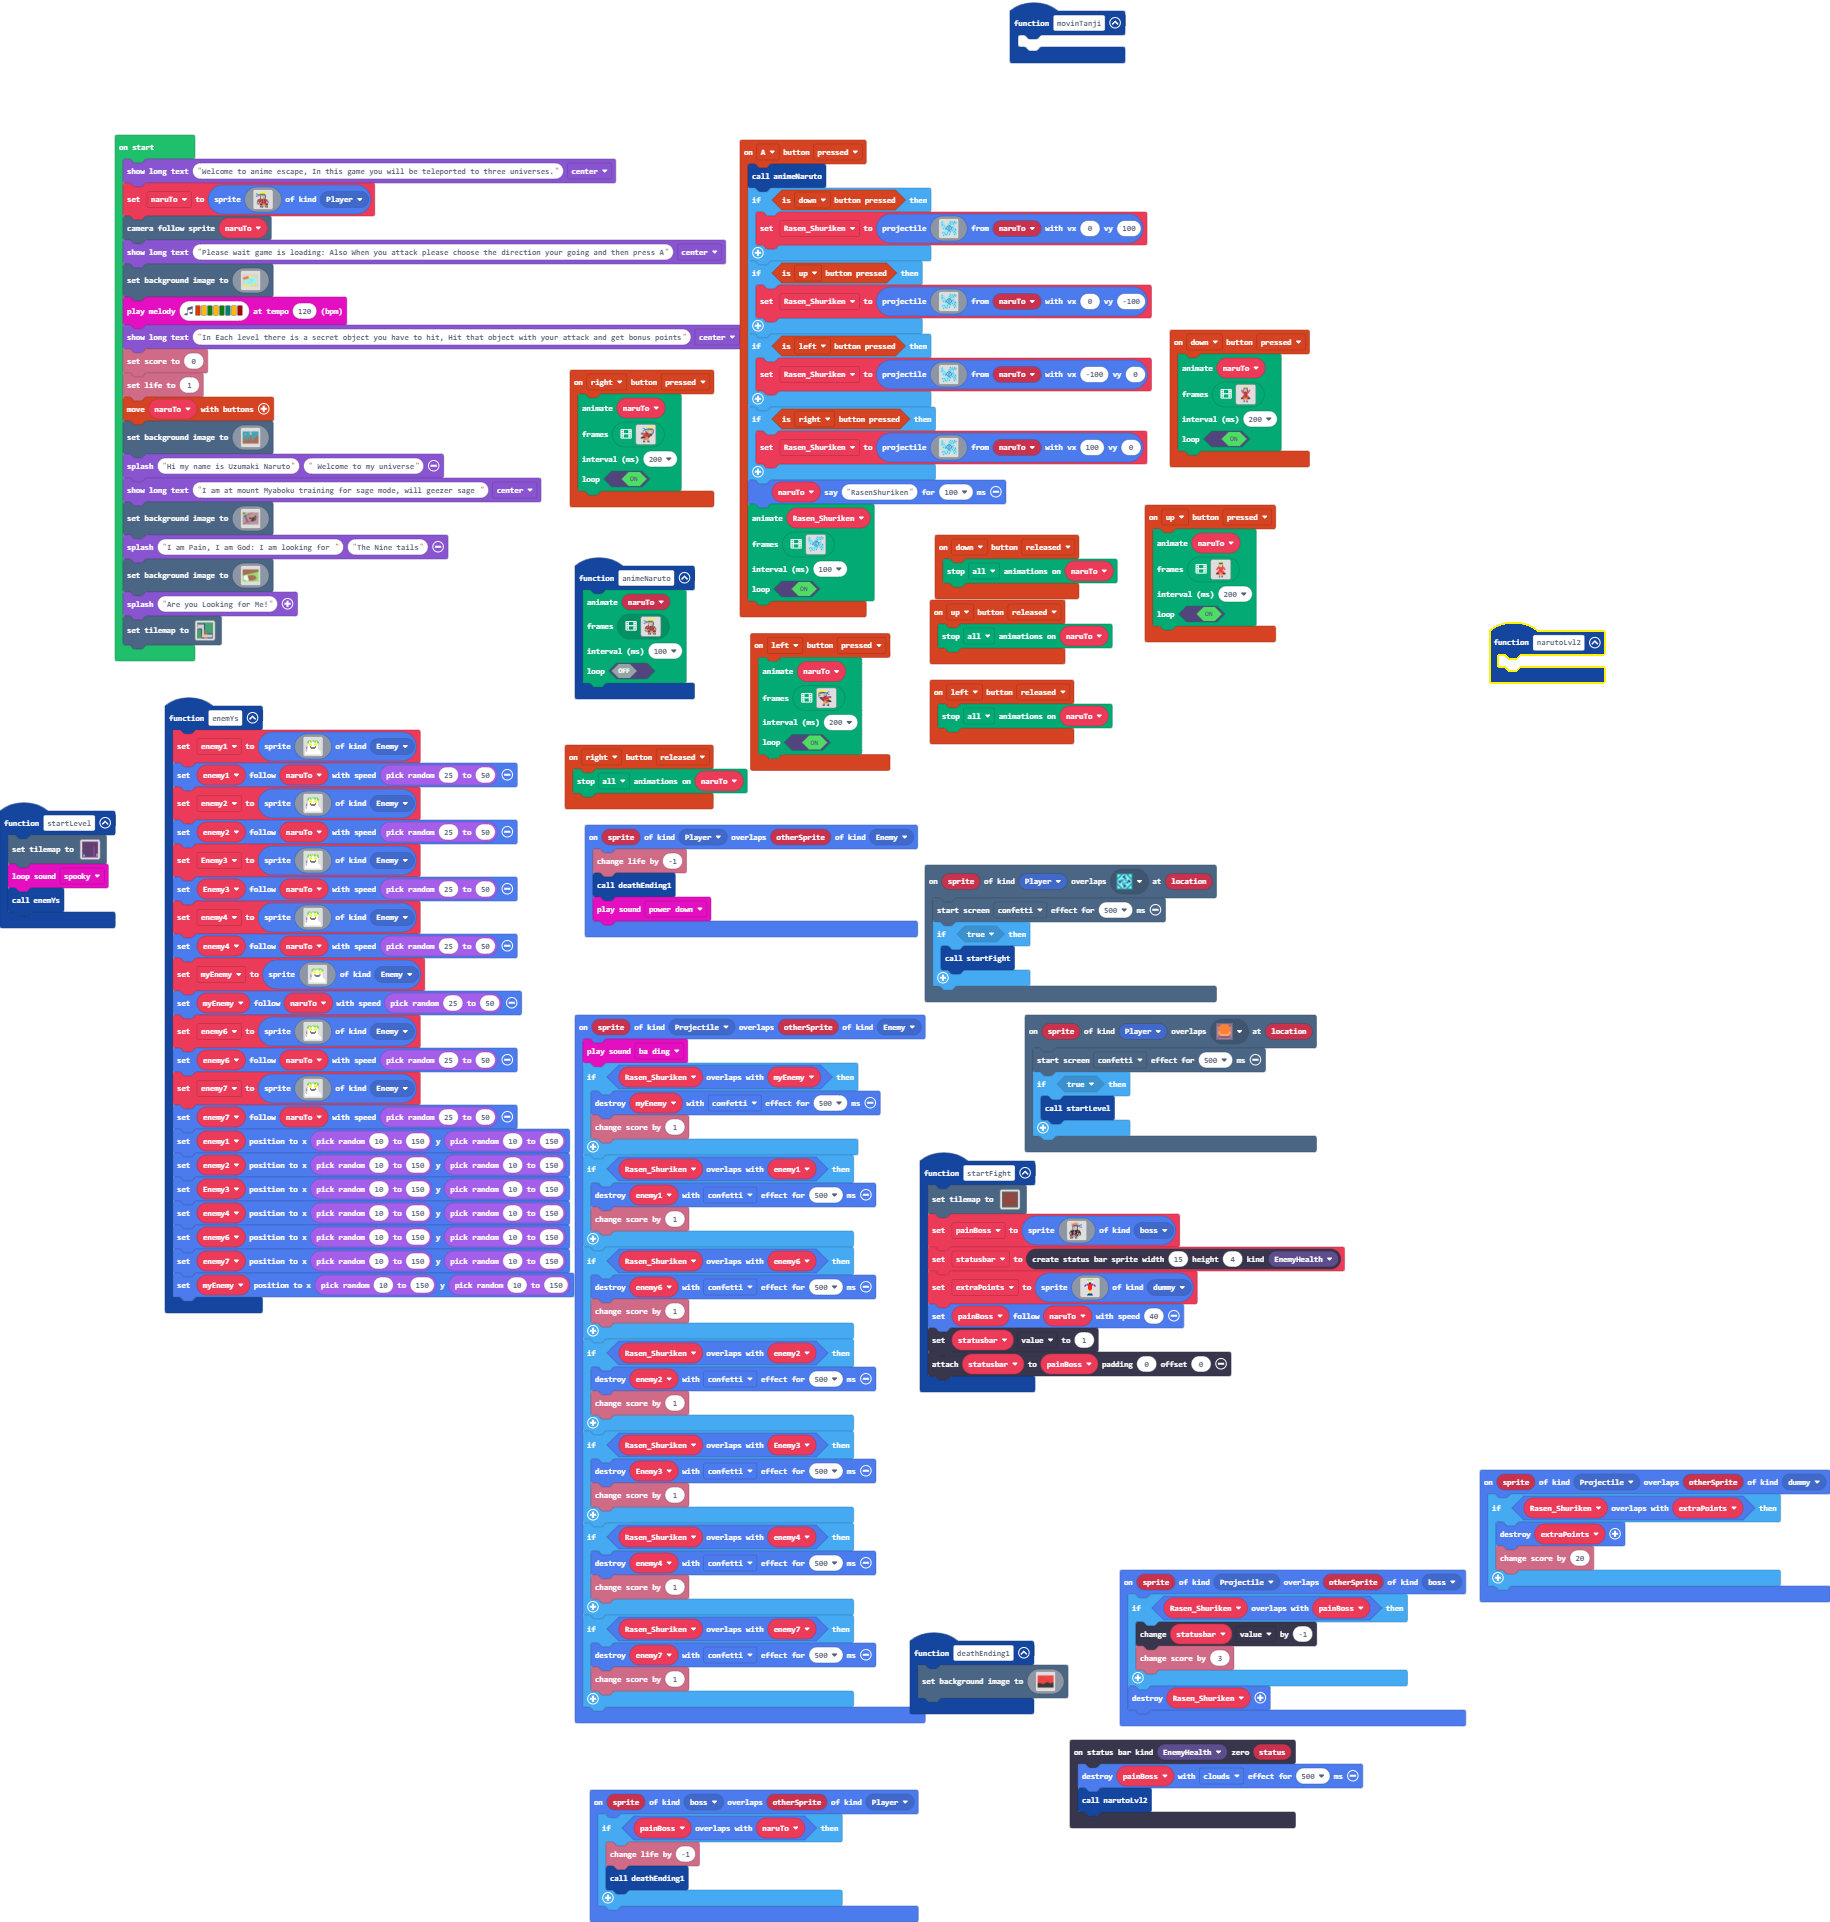 function movinTanji
on start
show long text "Welcome to anime escape, In this game you will be teleported to three universes." center
set naruTo to sprite of kind Player
camera follow sprite naruTo
show long text "Please wait game is loading: Also When you attack please choose the direction your going and then press A" center
set background image to
play melody at tempo 120 (bpm)
show long text "In Each level there is a secret object you have to hit, Hit that object with your attack and get bonus points" center
set score to 0
set life to 1
move naruTo with buttons
set background image to
splash "Hi my name is Uzumaki Naruto" " Welcome to my universe"
show long text "I am at mount Myaboku training for sage mode, will geezer sage " center
set background image to
splash "I am Pain, I am God: I am looking for " "The Nine tails"
set background image to
splash "Are you Looking for Me!"
set tilemap to
on A button pressed
call animeNaruto
if is down button pressed then
set Rasen_Shuriken to projectile from naruTo with vx 0 vy 100
if is up button pressed then
set Rasen_Shuriken to projectile from naruTo with vx 0 vy -100
if is left button pressed then
set Rasen_Shuriken to projectile from naruTo with vx -100 vy 0
if is right button pressed then
set Rasen_Shuriken to projectile from naruTo with vx 100 vy 0
naruTo say "RasenShuriken" for 100 ms
animate Rasen_Shuriken
frames
interval (ms) 100
loop ON
on right button pressed
animate naruTo
frames
interval (ms) 200
loop ON
on down button pressed
animate naruTo
frames
interval (ms) 200
loop ON
on up button pressed
animate naruTo
frames
interval (ms) 200
loop ON
function animeNaruto
animate naruTo
frames
interval (ms) 100
loop OFF
on down button released
stop all animations on naruTo
on up button released
stop all animations on naruTo
on left button released
stop all animations on naruTo
on left button pressed
animate naruTo
frames
interval (ms) 200
loop ON
on right button released
stop all animations on naruTo
function narutoLvl2
function startLevel
set tilemap to
loop sound spooky
call enemYs
function enemYs
set enemy1 to sprite of kind Enemy
set enemy1 follow naruTo with speed pick random 25 to 50
set enemy2 to sprite of kind Enemy
set enemy2 follow naruTo with speed pick random 25 to 50
set Enemy3 to sprite of kind Enemy
set Enemy3 follow naruTo with speed pick random 25 to 50
set enemy4 to sprite of kind Enemy
set enemy4 follow naruTo with speed pick random 25 to 50
set myEnemy to sprite of kind Enemy
set myEnemy follow naruTo with speed pick random 25 to 50
set enemy6 to sprite of kind Enemy
set enemy6 follow naruTo with speed pick random 25 to 50
set enemy7 to sprite of kind Enemy
set enemy7 follow naruTo with speed pick random 25 to 50
set enemy1 position to x pick random 10 to 150 y pick random 10 to 150
set enemy2 position to x pick random 10 to 150 y pick random 10 to 150
set Enemy3 position to x pick random 10 to 150 y pick random 10 to 150
set enemy4 position to x pick random 10 to 150 y pick random 10 to 150
set enemy6 position to x pick random 10 to 150 y pick random 10 to 150
set enemy7 position to x pick random 10 to 150 y pick random 10 to 150
set myEnemy position to x pick random 10 to 150 y pick random 10 to 150
on sprite of kind Player overlaps otherSprite of kind Enemy
change life by -1
call deathEnding1
play sound power down
on sprite of kind Player overlaps at location
start screen confetti effect for 500 ms
if true then
call startFight
on sprite of kind Player overlaps at location
start screen confetti effect for 500 ms
if true then
call startLevel
on sprite of kind Projectile overlaps otherSprite of kind Enemy
play sound ba ding
if Rasen_Shuriken overlaps with myEnemy then
destroy myEnemy with confetti effect for 500 ms
change score by 1
if Rasen_Shuriken overlaps with enemy1 then
destroy enemy1 with confetti effect for 500 ms
change score by 1
if Rasen_Shuriken overlaps with enemy6 then
destroy enemy6 with confetti effect for 500 ms
change score by 1
if Rasen_Shuriken overlaps with enemy2 then
destroy enemy2 with confetti effect for 500 ms
change score by 1
if Rasen_Shuriken overlaps with Enemy3 then
destroy Enemy3 with confetti effect for 500 ms
change score by 1
if Rasen_Shuriken overlaps with enemy4 then
destroy enemy4 with confetti effect for 500 ms
change score by 1
if Rasen_Shuriken overlaps with enemy7 then
destroy enemy7 with confetti effect for 500 ms
change score by 1
function startFight
set tilemap to
set painBoss to sprite of kind boss
set statusbar to create status bar sprite width 15 height 4 kind EnemyHealth
set extraPoints to sprite of kind dummy
set painBoss follow naruTo with speed 40
set statusbar value to 1
attach statusbar to painBoss padding 0 offset 0
on sprite of kind Projectile overlaps otherSprite of kind dummy
if Rasen_Shuriken overlaps with extraPoints then
destroy extraPoints
change score by 20
on sprite of kind Projectile overlaps otherSprite of kind boss
if Rasen_Shuriken overlaps with painBoss then
change statusbar value by -1
change score by 3
destroy Rasen_Shuriken
function deathEnding1
set background image to
on status bar kind EnemyHealth zero status
destroy painBoss with clouds effect for 500 ms
call narutoLvl2
on sprite of kind boss overlaps otherSprite of kind Player
if painBoss overlaps with naruTo then
change life by -1
call deathEnding1